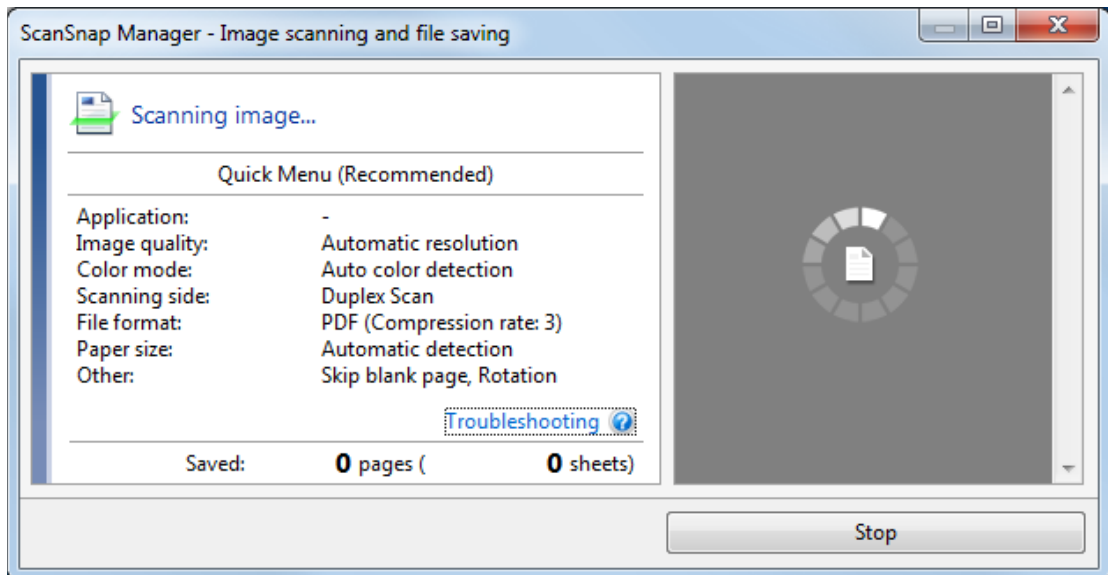 ScanSnap Manager - Image scanning and file saving
Scanning image...
Quick Menu (Recommended)
Application: -
Image quality: Automatic resolution
Color mode: Auto color detection
Scanning side: Duplex Scan
File format: PDF (Compression rate: 3)
Paper size: Automatic detection
Other: Skip blank page, Rotation
Troubleshooting ?
Saved: 0 pages ( 0 sheets)
Stop